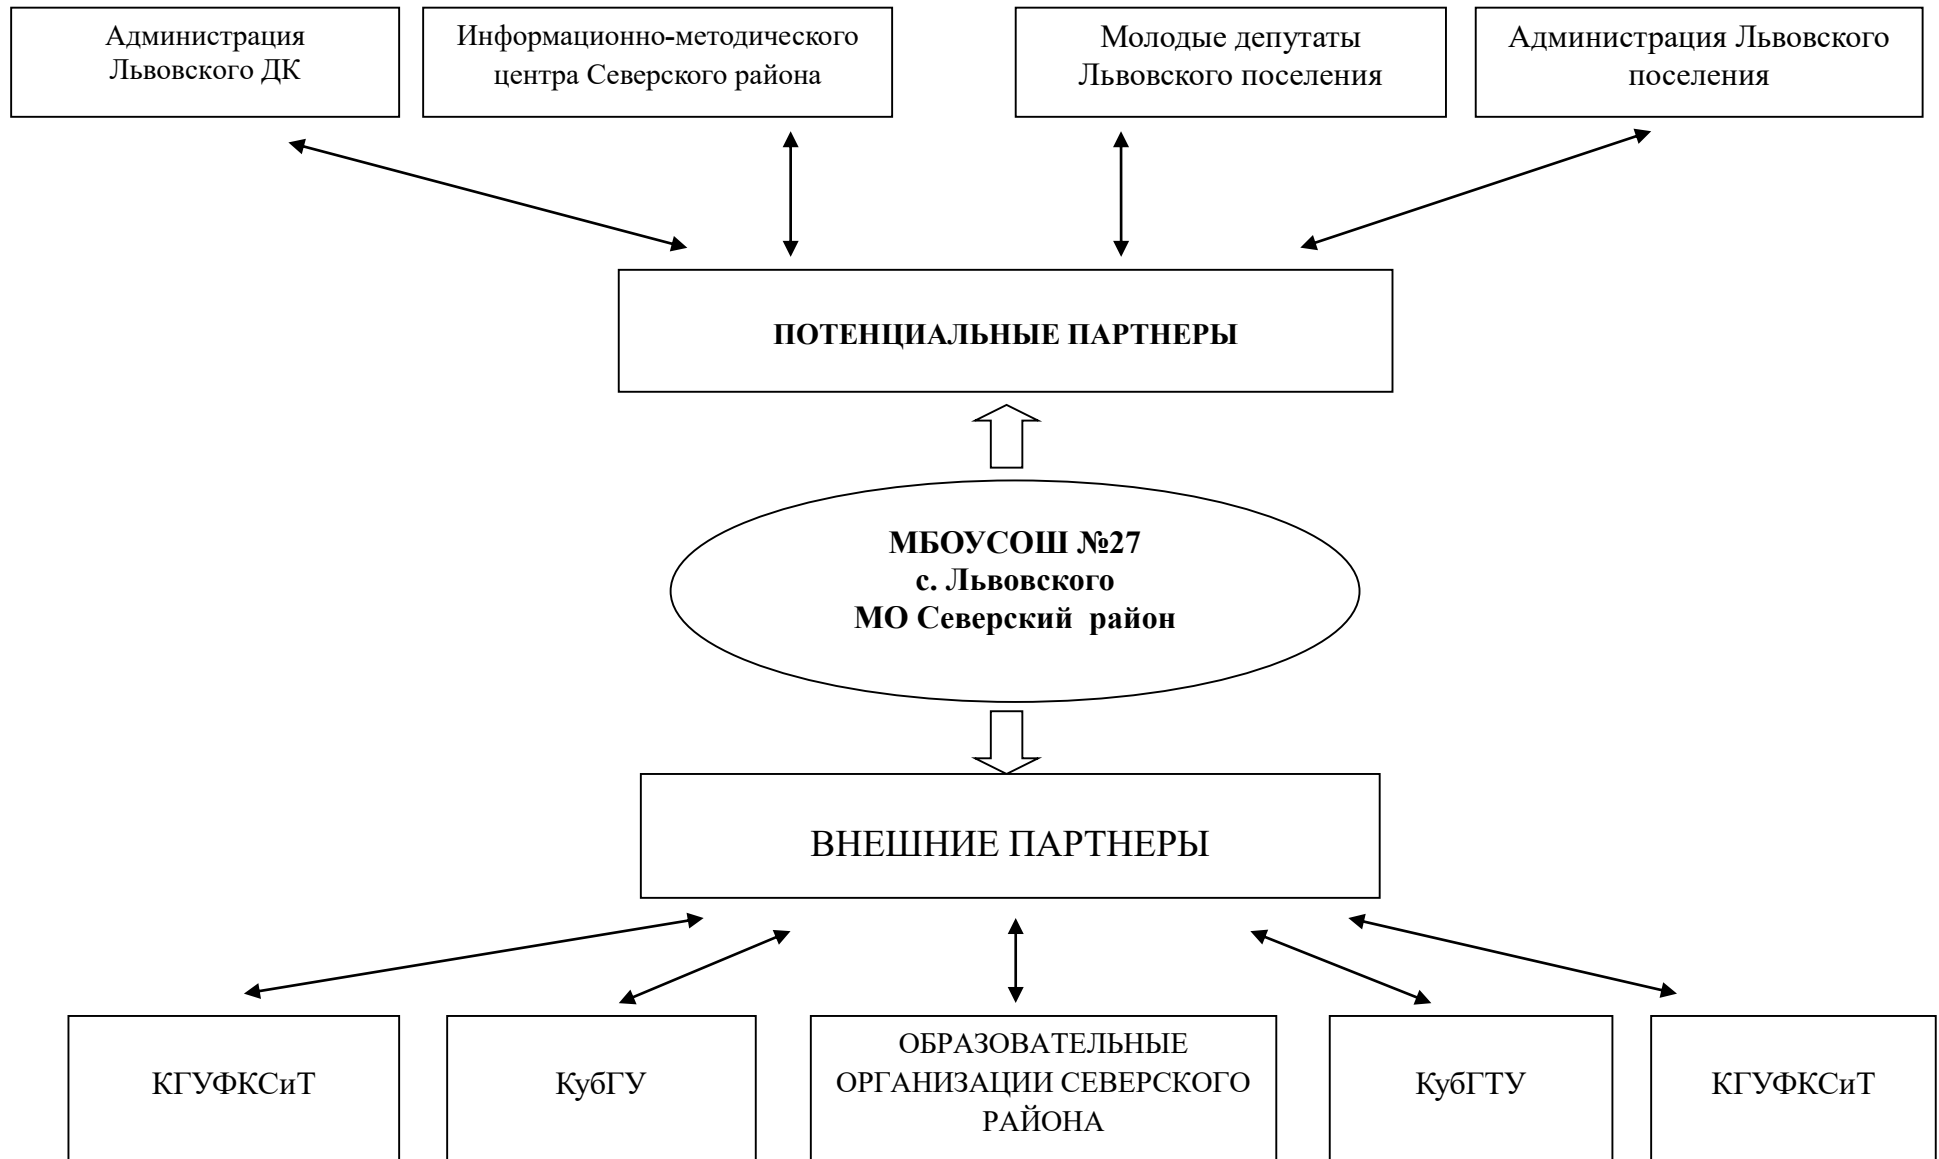 Администрация
Львовского ДК
Информационно-методического
центра Северского района
Молодые депутаты
Львовского поселения
Администрация Львовского
поселения
ПОТЕНЦИАЛЬНЫЕ ПАРТНЕРЫ
МБОУСОШ №27
с. Львовского
МО Северский район
ВНЕШНИЕ ПАРТНЕРЫ
КГУФКСиТ
КубГУ
ОБРАЗОВАТЕЛЬНЫЕ
ОРГАНИЗАЦИИ СЕВЕРСКОГО
РАЙОНА
КубГТУ
КГУФКСиТ